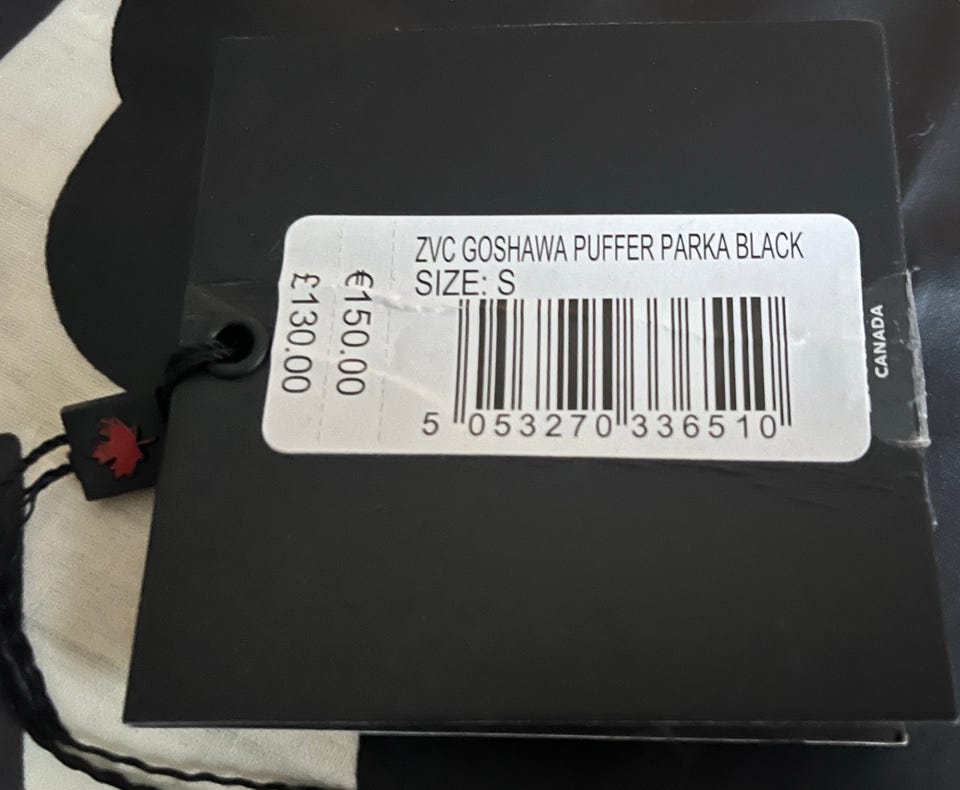 ZVC GOSHAWA PUFFER PARKA BLACK
SIZE: S
€150.00
£130.00
5 053270 336510
CANADA